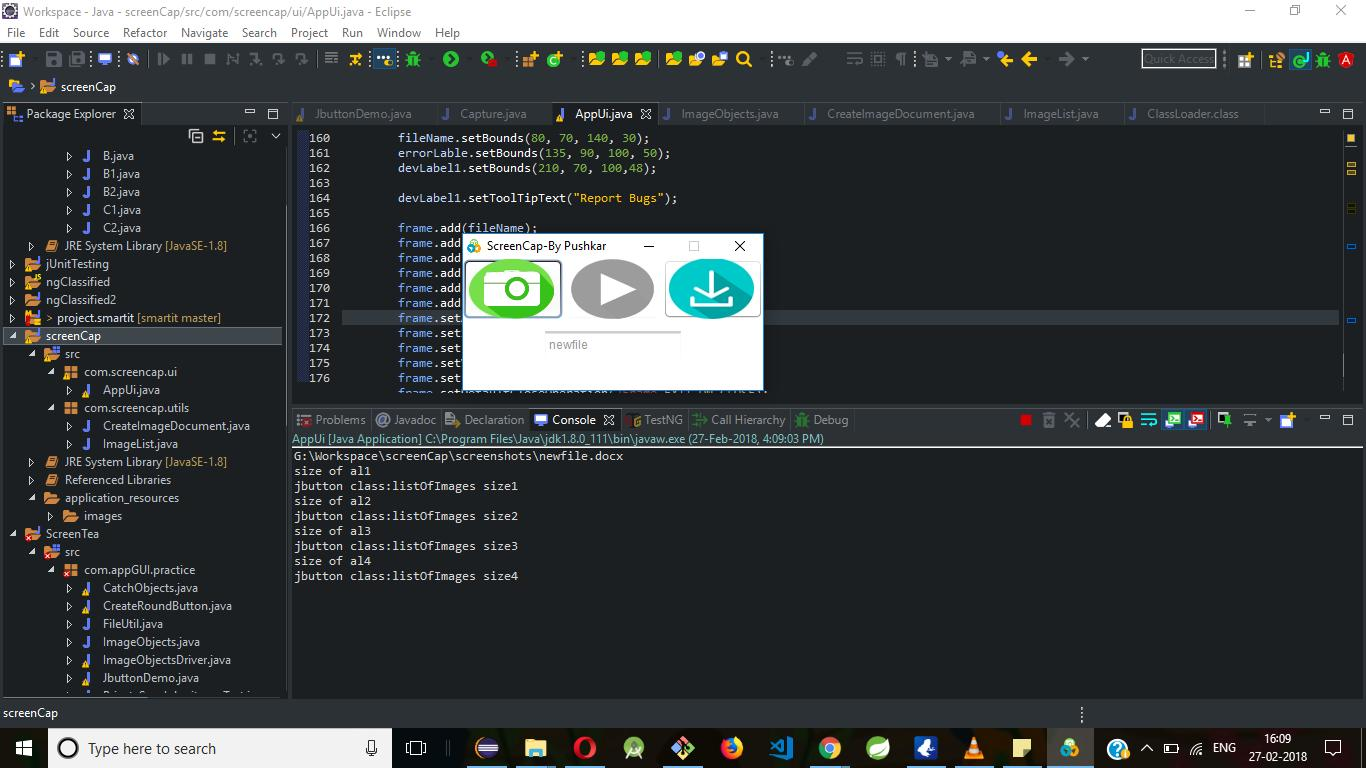 Workspace - Java - screenCap/src/com/screencap/ui/AppUi.java - Eclipse
File Edit Source Refactor Navigate Search Project Run Window Help
Quick Access
screenCap
Package Explorer
B.java
B1.java
B2.java
C1.java
C2.java
JRE System Library [JavaSE-1.8]
jUnitTesting
ngClassified
ngClassified2
> project.smartit [smartit master]
screenCap
src
com.screencap.ui
AppUi.java
com.screencap.utils
CreateImageDocument.java
ImageList.java
JRE System Library [JavaSE-1.8]
Referenced Libraries
application_resources
images
ScreenTea
src
com.appGUI.practice
CatchObjects.java
CreateRoundButton.java
FileUtil.java
ImageObjects.java
ImageObjectsDriver.java
JbuttonDemo.java
JbuttonDemo.java Capture.java AppUi.java ImageObjects.java CreateImageDocument.java ImageList.java ClassLoader.class
160 fileName.setBounds(80, 70, 140, 30);
161 errorLable.setBounds(135, 90, 100, 50);
162 devLabel1.setBounds(210, 70, 100,48);
163
164 devLabel1.setToolTipText("Report Bugs");
165
166 frame.add(fileName);
167 frame.add
168 frame.add
169 frame.add
170 frame.add
171 frame.add
172 frame.set
173 frame.set
174 frame.set
175 frame.set
176 frame.set
ScreenCap-By Pushkar
newfile
Problems Javadoc Declaration Console TestNG Call Hierarchy Debug
AppUi [Java Application] C:\Program Files\Java\jdk1.8.0_111\bin\javaw.exe (27-Feb-2018, 4:09:03 PM)
G:\Workspace\screenCap\screenshots\newfile.docx
size of al1
jbutton class:listOfImages size1
size of al2
jbutton class:listOfImages size2
size of al3
jbutton class:listOfImages size3
size of al4
jbutton class:listOfImages size4
screenCap
Type here to search
ENG
16:09
27-02-2018